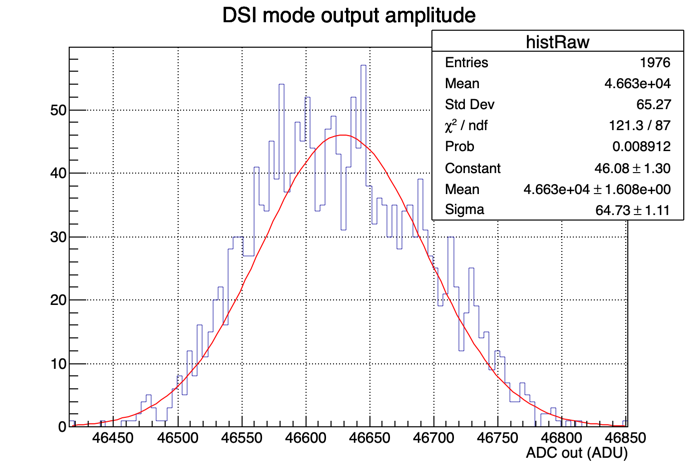 DSI mode output amplitude
histRaw
Entries 1976
Mean 4.663e+04
Std Dev 65.27
χ² / ndf 121.3 / 87
Prob 0.008912
Constant 46.08 ± 1.30
Mean 4.663e+04 ± 1.608e+00
Sigma 64.73 ± 1.11
50
40
30
20
10
0
46450 46500 46550 46600 46650 46700 46750 46800 46850
ADC out (ADU)